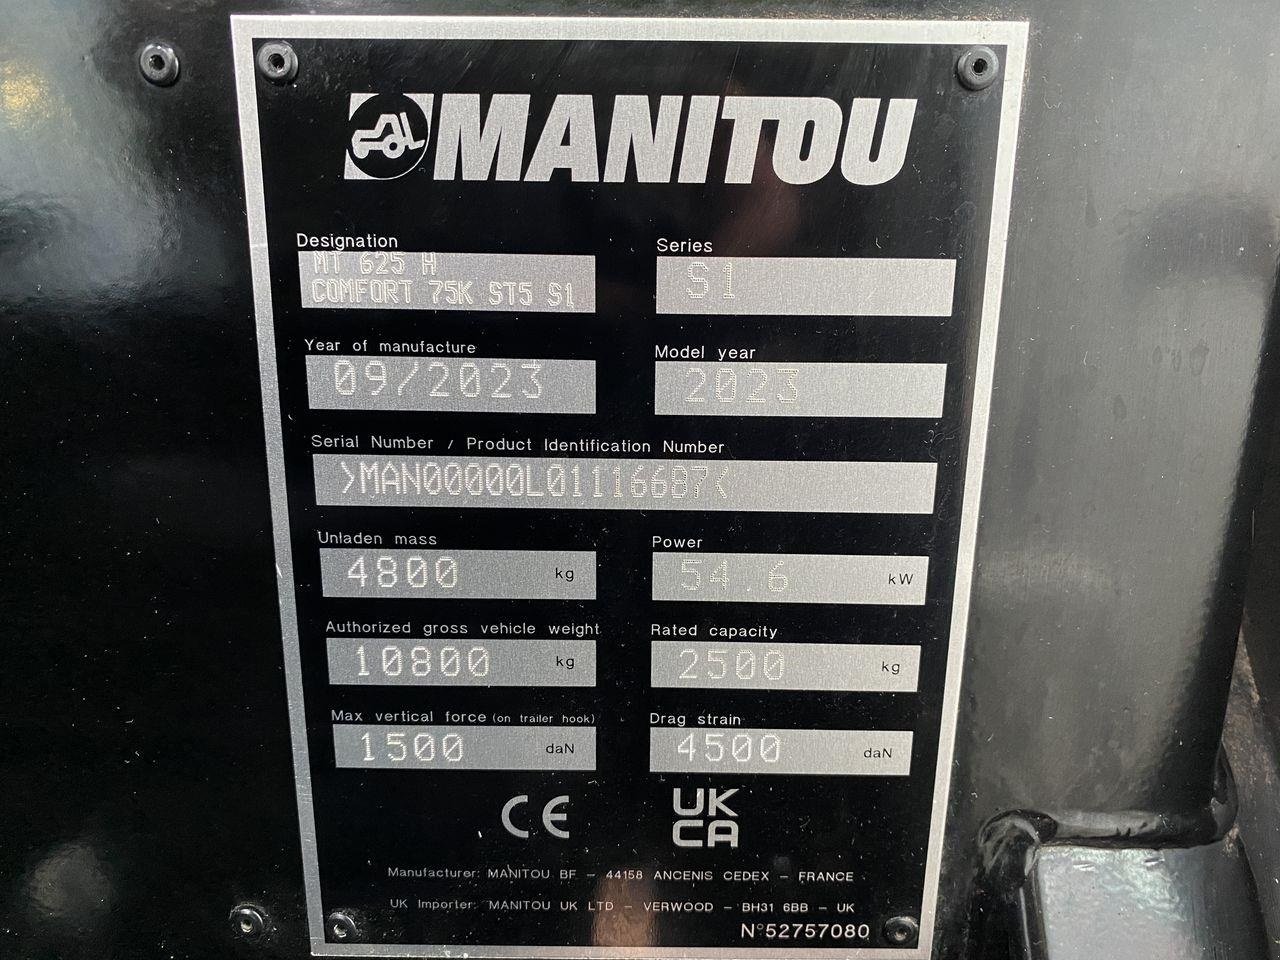 MANITOU
Designation
MT 625 H
COMFORT 75K ST5 S1
Series
S1
Year of manufacture
09/2023
Model year
2023
Serial Number / Product Identification Number
>MAN00000L01116687<
Unladen mass
4800 kg
Power
54.6 kW
Authorized gross vehicle weight
10800 kg
Rated capacity
2500 kg
Max vertical force (on trailer hook)
1500 daN
Drag strain
4500 daN
CE
UK
CA
Manufacturer: MANITOU BF - 44158 ANCENIS CEDEX - FRANCE
UK Importer: MANITOU UK LTD - VERWOOD - BH31 6BB - UK
N°52757080